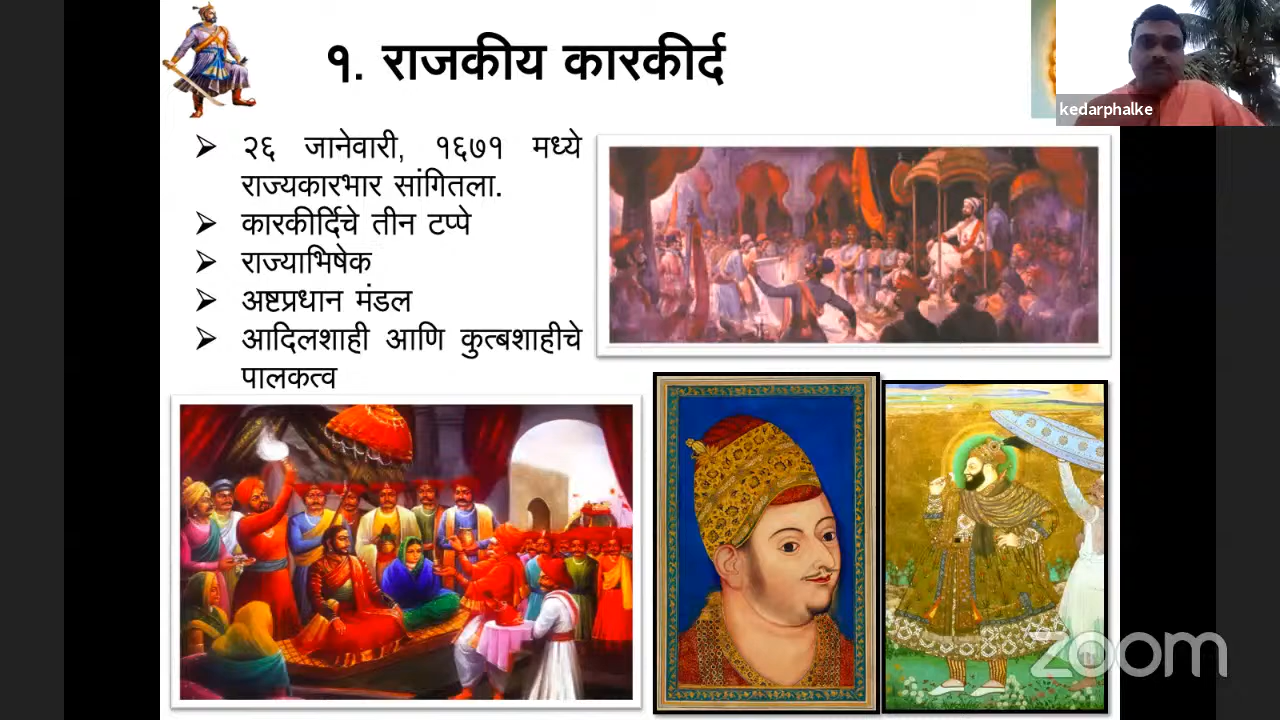 १. राजकीय कारकीर्द
kedarphalke
➢ २६ जानेवारी, १६७१ मध्ये
राज्यकारभार सांगितला.
➢ कारकीर्दिचे तीन टप्पे
➢ राज्याभिषेक
➢ अष्टप्रधान मंडल
➢ आदिलशाही आणि कुत्बशाहीचे
पालकत्व
zoom